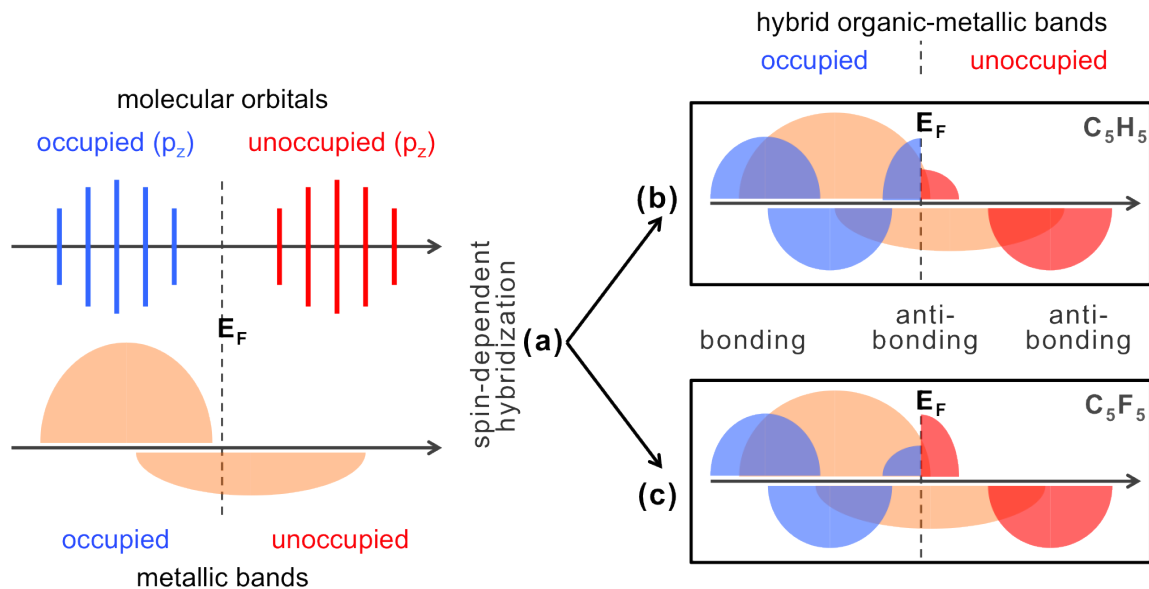 molecular orbitals
occupied (pz)
unoccupied (pz)
EF
occupied
unoccupied
metallic bands
spin-dependent
hybridization
(a)
hybrid organic-metallic bands
occupied
unoccupied
(b)
EF
C5H5
bonding
anti-
bonding
anti-
bonding
(c)
EF
C5F5